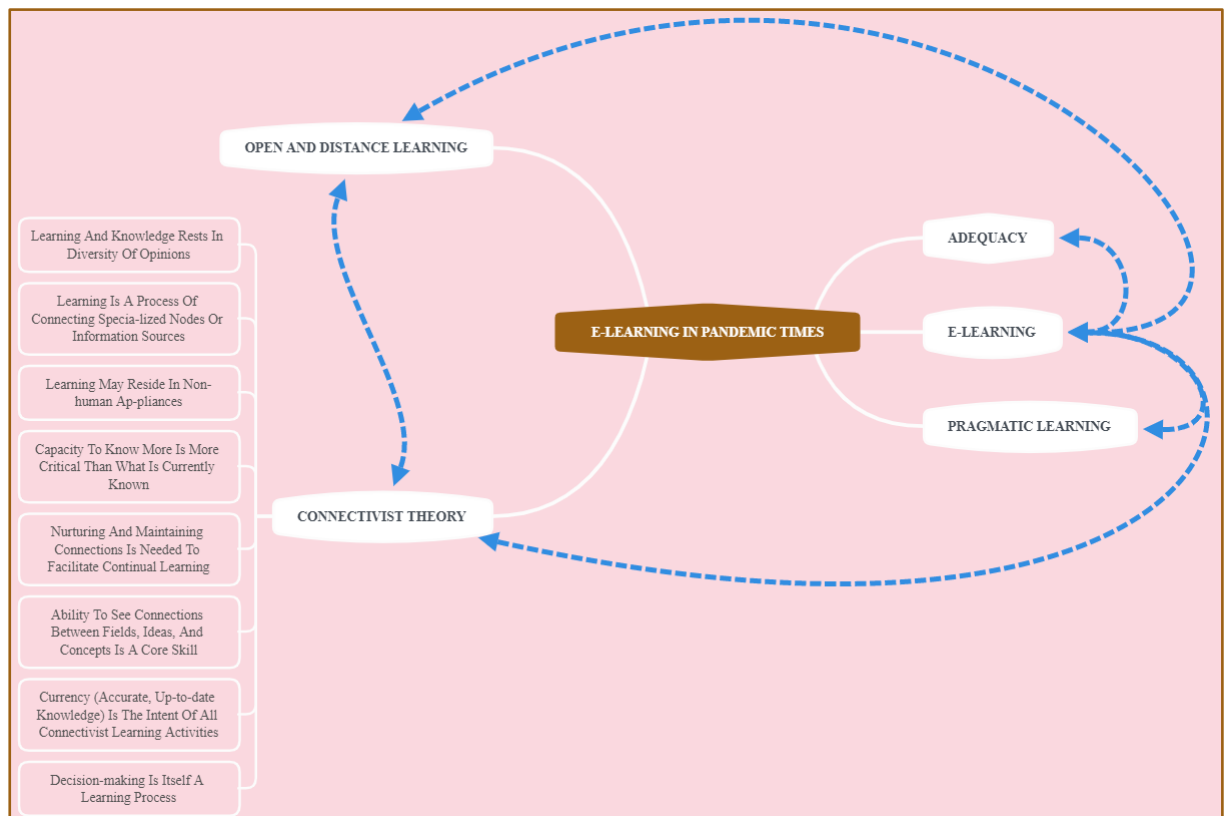 OPEN AND DISTANCE LEARNING
Learning And Knowledge Rests In
Diversity Of Opinions
Learning Is A Process Of
Connecting Specia-lized Nodes Or
Information Sources
Learning May Reside In Non-
human Ap-pliances
Capacity To Know More Is More
Critical Than What Is Currently
Known
Nurturing And Maintaining
Connections Is Needed To
Facilitate Continual Learning
Ability To See Connections
Between Fields, Ideas, And
Concepts Is A Core Skill
Currency (Accurate, Up-to-date
Knowledge) Is The Intent Of All
Connectivist Learning Activities
Decision-making Is Itself A
Learning Process
CONNECTIVIST THEORY
E-LEARNING IN PANDEMIC TIMES
ADEQUACY
E-LEARNING
PRAGMATIC LEARNING